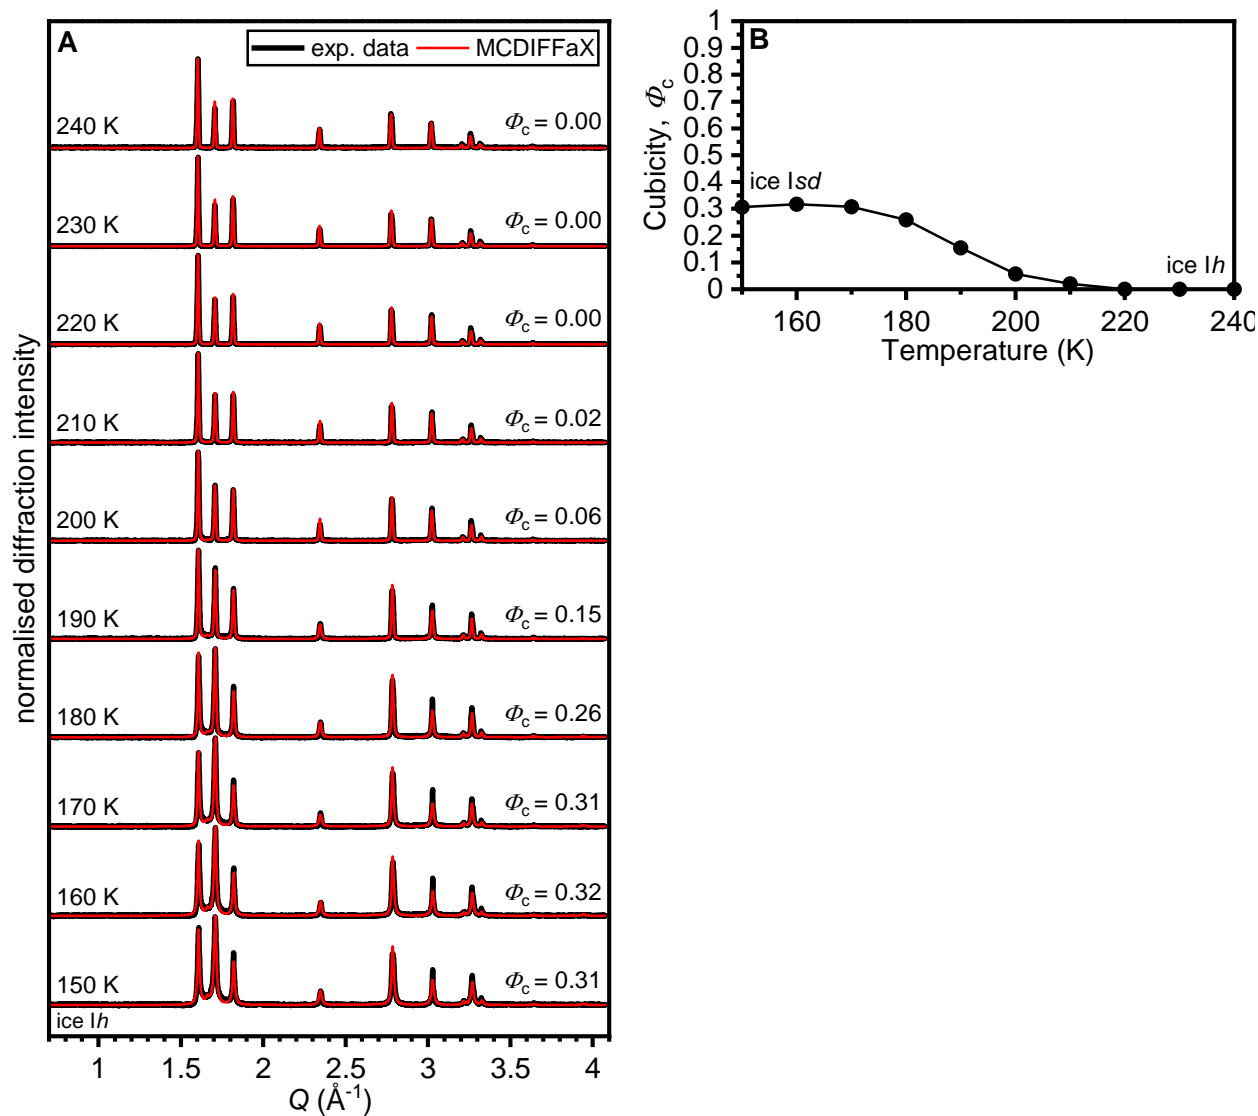 A
exp. data MCDIFFaX
240 K Φc = 0.00
230 K Φc = 0.00
220 K Φc = 0.00
210 K Φc = 0.02
200 K Φc = 0.06
190 K Φc = 0.15
180 K Φc = 0.26
170 K Φc = 0.31
160 K Φc = 0.32
150 K Φc = 0.31
ice Ih
1 1.5 2 2.5 3 3.5 4
Q (Å-1)
normalised diffraction intensity
B
1
0.9
0.8
0.7
0.6
0.5
0.4
0.3
0.2
0.1
0
Cubicity, Φc
ice Isd
ice Ih
160 180 200 220 240
Temperature (K)